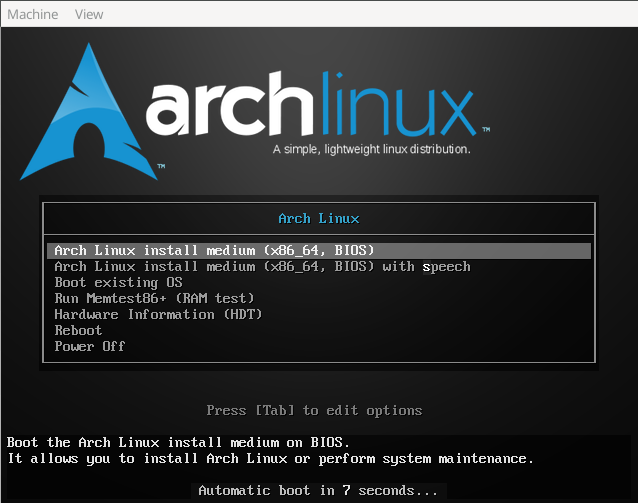 Machine View
archlinux™
A simple, lightweight linux distribution.
™
Arch Linux
Arch Linux install medium (x86_64, BIOS)
Arch Linux install medium (x86_64, BIOS) with speech
Boot existing OS
Run Memtest86+ (RAM test)
Hardware Information (HDT)
Reboot
Power Off
Press [Tab] to edit options
Boot the Arch Linux install medium on BIOS.
It allows you to install Arch Linux or perform system maintenance.
Automatic boot in 7 seconds...